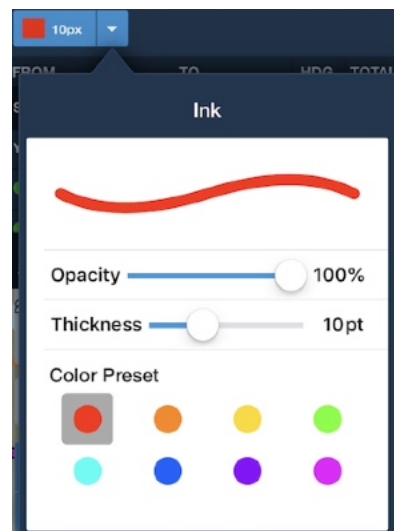 10px
FROM TO HDG TOTAL
Ink
Opacity 100%
Thickness 10pt
Color Preset